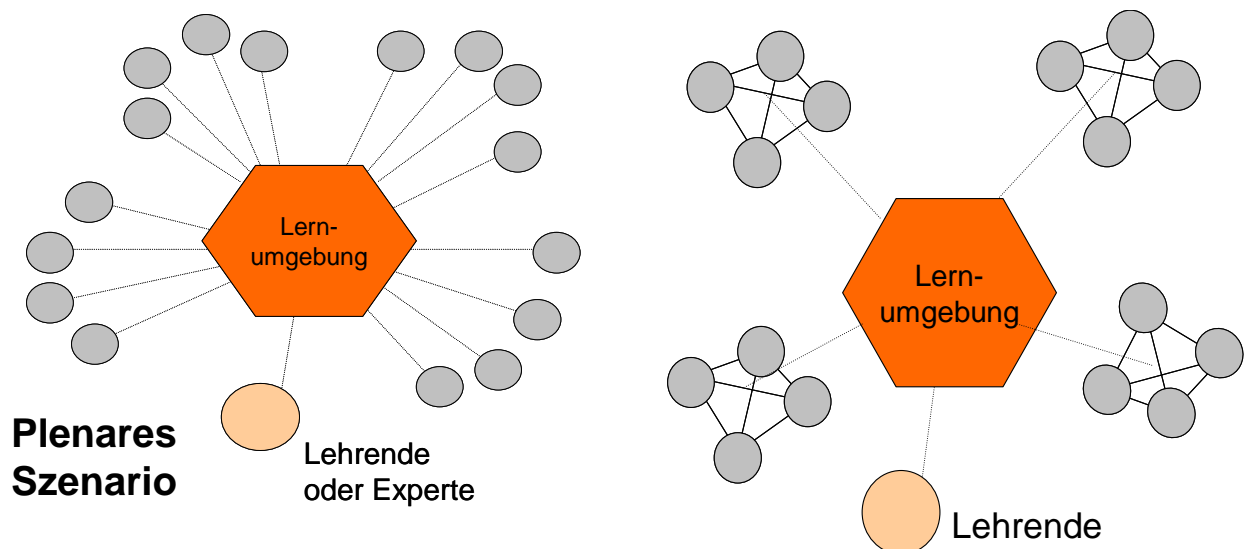 Lern-
umgebung
Plenares
Szenario
Lehrende
oder Experte
Lern-
umgebung
Lehrende